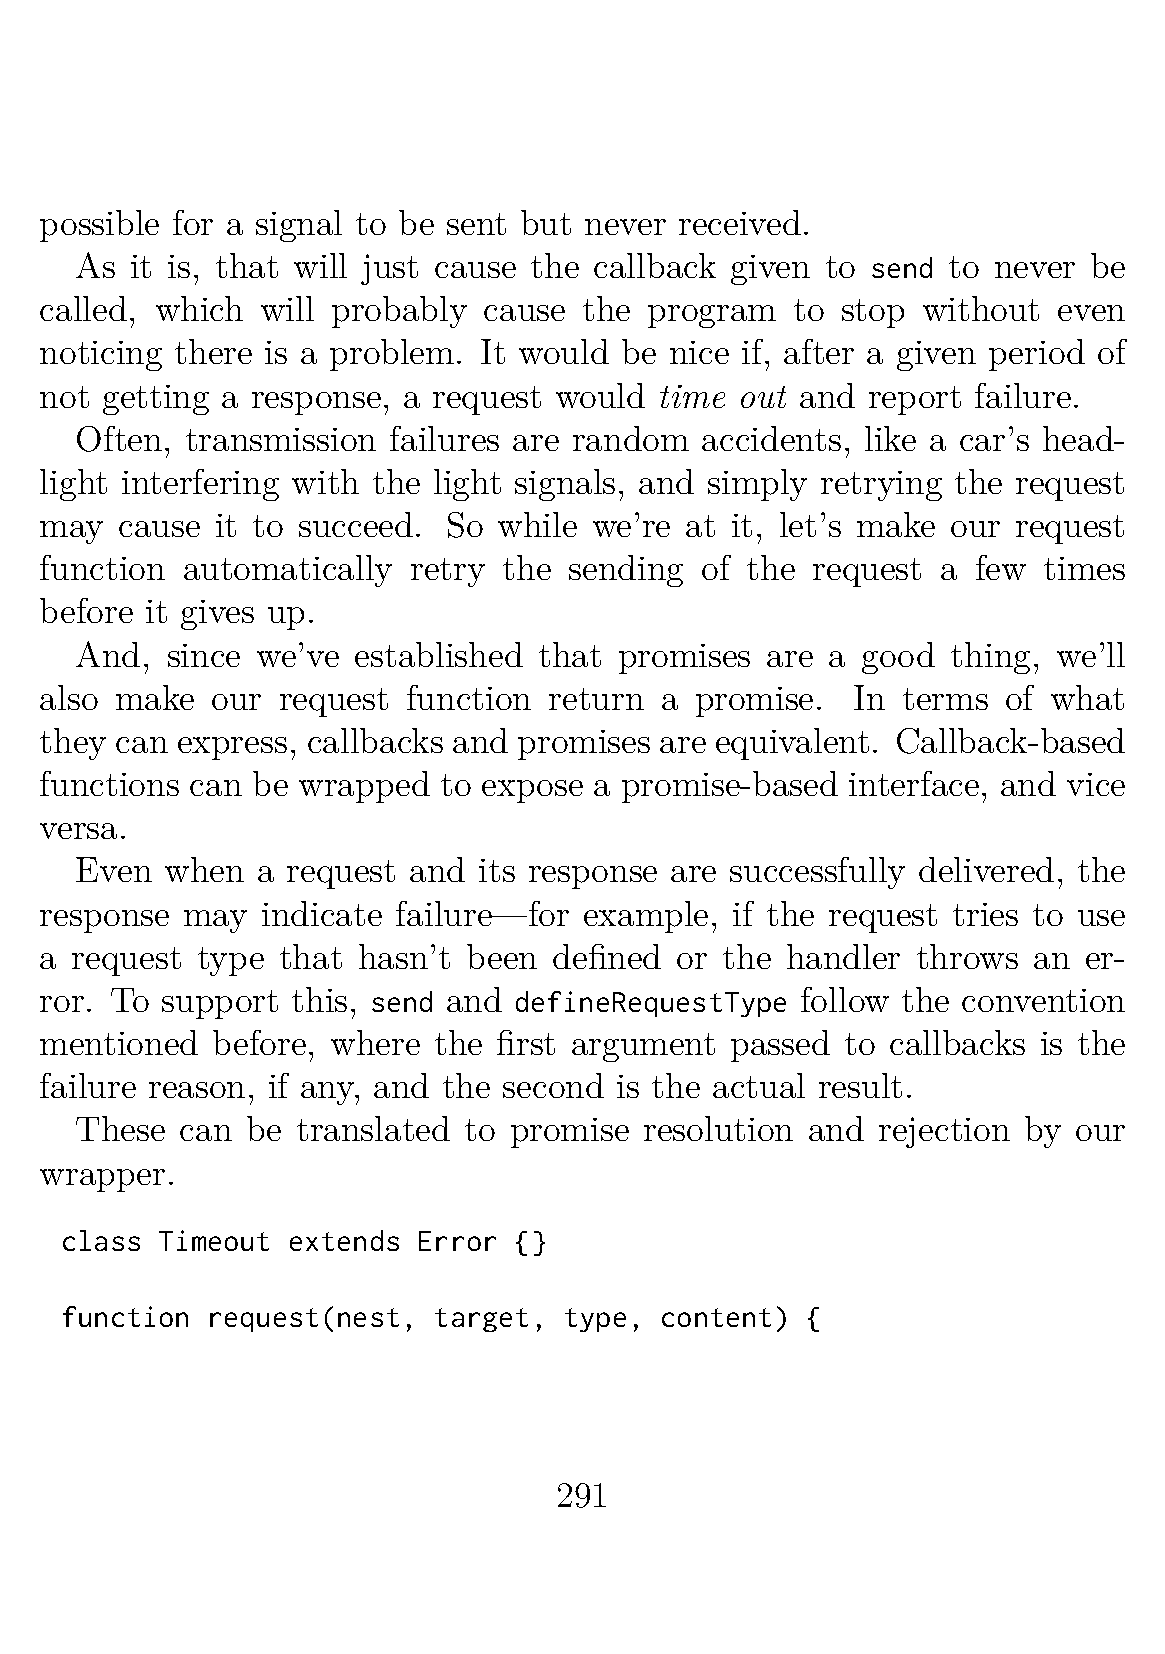 possible for a signal to be sent but never received.
As it is, that will just cause the callback given to send to never be
called, which will probably cause the program to stop without even
noticing there is a problem. It would be nice if, after a given period of
not getting a response, a request would time out and report failure.
Often, transmission failures are random accidents, like a car’s head-
light interfering with the light signals, and simply retrying the request
may cause it to succeed. So while we’re at it, let’s make our request
function automatically retry the sending of the request a few times
before it gives up.
And, since we’ve established that promises are a good thing, we’ll
also make our request function return a promise. In terms of what
they can express, callbacks and promises are equivalent. Callback-based
functions can be wrapped to expose a promise-based interface, and vice
versa.
Even when a request and its response are successfully delivered, the
response may indicate failure—for example, if the request tries to use
a request type that hasn’t been defined or the handler throws an er-
ror. To support this, send and defineRequestType follow the convention
mentioned before, where the first argument passed to callbacks is the
failure reason, if any, and the second is the actual result.
These can be translated to promise resolution and rejection by our
wrapper.
class Timeout extends Error {}
function request(nest, target, type, content) {
291